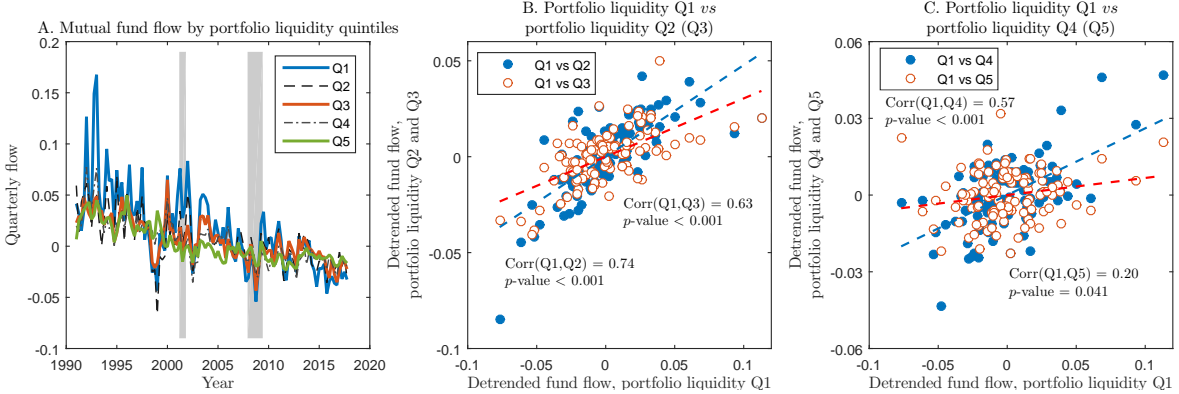 A. Mutual fund flow by portfolio liquidity quintiles
0.2
0.15
0.1
0.05
0
-0.05
-0.1
1990
1995
2000
2005
2010
2015
2020
Quarterly flow
Year
Q1
Q2
Q3
Q4
Q5
B. Portfolio liquidity Q1 vs
portfolio liquidity Q2 (Q3)
0.05
0
-0.05
-0.1
-0.1
-0.05
0
0.05
0.1
Detrended fund flow,
portfolio liquidity Q2 and Q3
Detrended fund flow, portfolio liquidity Q1
Q1 vs Q2
Q1 vs Q3
Corr(Q1,Q3) = 0.63
p-value < 0.001
Corr(Q1,Q2) = 0.74
p-value < 0.001
C. Portfolio liquidity Q1 vs
portfolio liquidity Q4 (Q5)
0.06
0.03
0
-0.03
-0.06
-0.1
-0.05
0
0.05
0.1
Detrended fund flow,
portfolio liquidity Q4 and Q5
Detrended fund flow, portfolio liquidity Q1
Q1 vs Q4
Q1 vs Q5
Corr(Q1,Q4) = 0.57
p-value < 0.001
Corr(Q1,Q5) = 0.20
p-value = 0.041